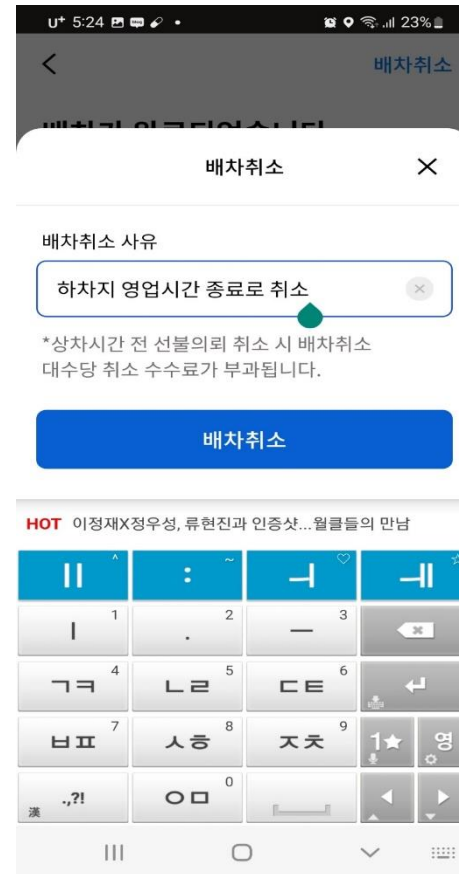 U⁺ 5:24 23%
배차취소
배차가 완료되었습니다
배차취소
배차취소 사유
하차지 영업시간 종료로 취소
*상차시간 전 선불의뢰 취소 시 배차취소
대수당 취소 수수료가 부과됩니다.
배차취소
HOT 이정재X정우성, 류현진과 인증샷...월클들의 만남
ㅣㅣ ^ : ~ ㅓ ♡ ㅔ ☆
ㅣ 1 . 2 ㅡ 3
ㄱㅋ 4 ㄴㄹ 5 ㄷㅌ 6
ㅂㅍ 7 ㅅㅎ 8 ㅈㅊ 9 1★ 영
漢 .,?! ㅇㅁ 0